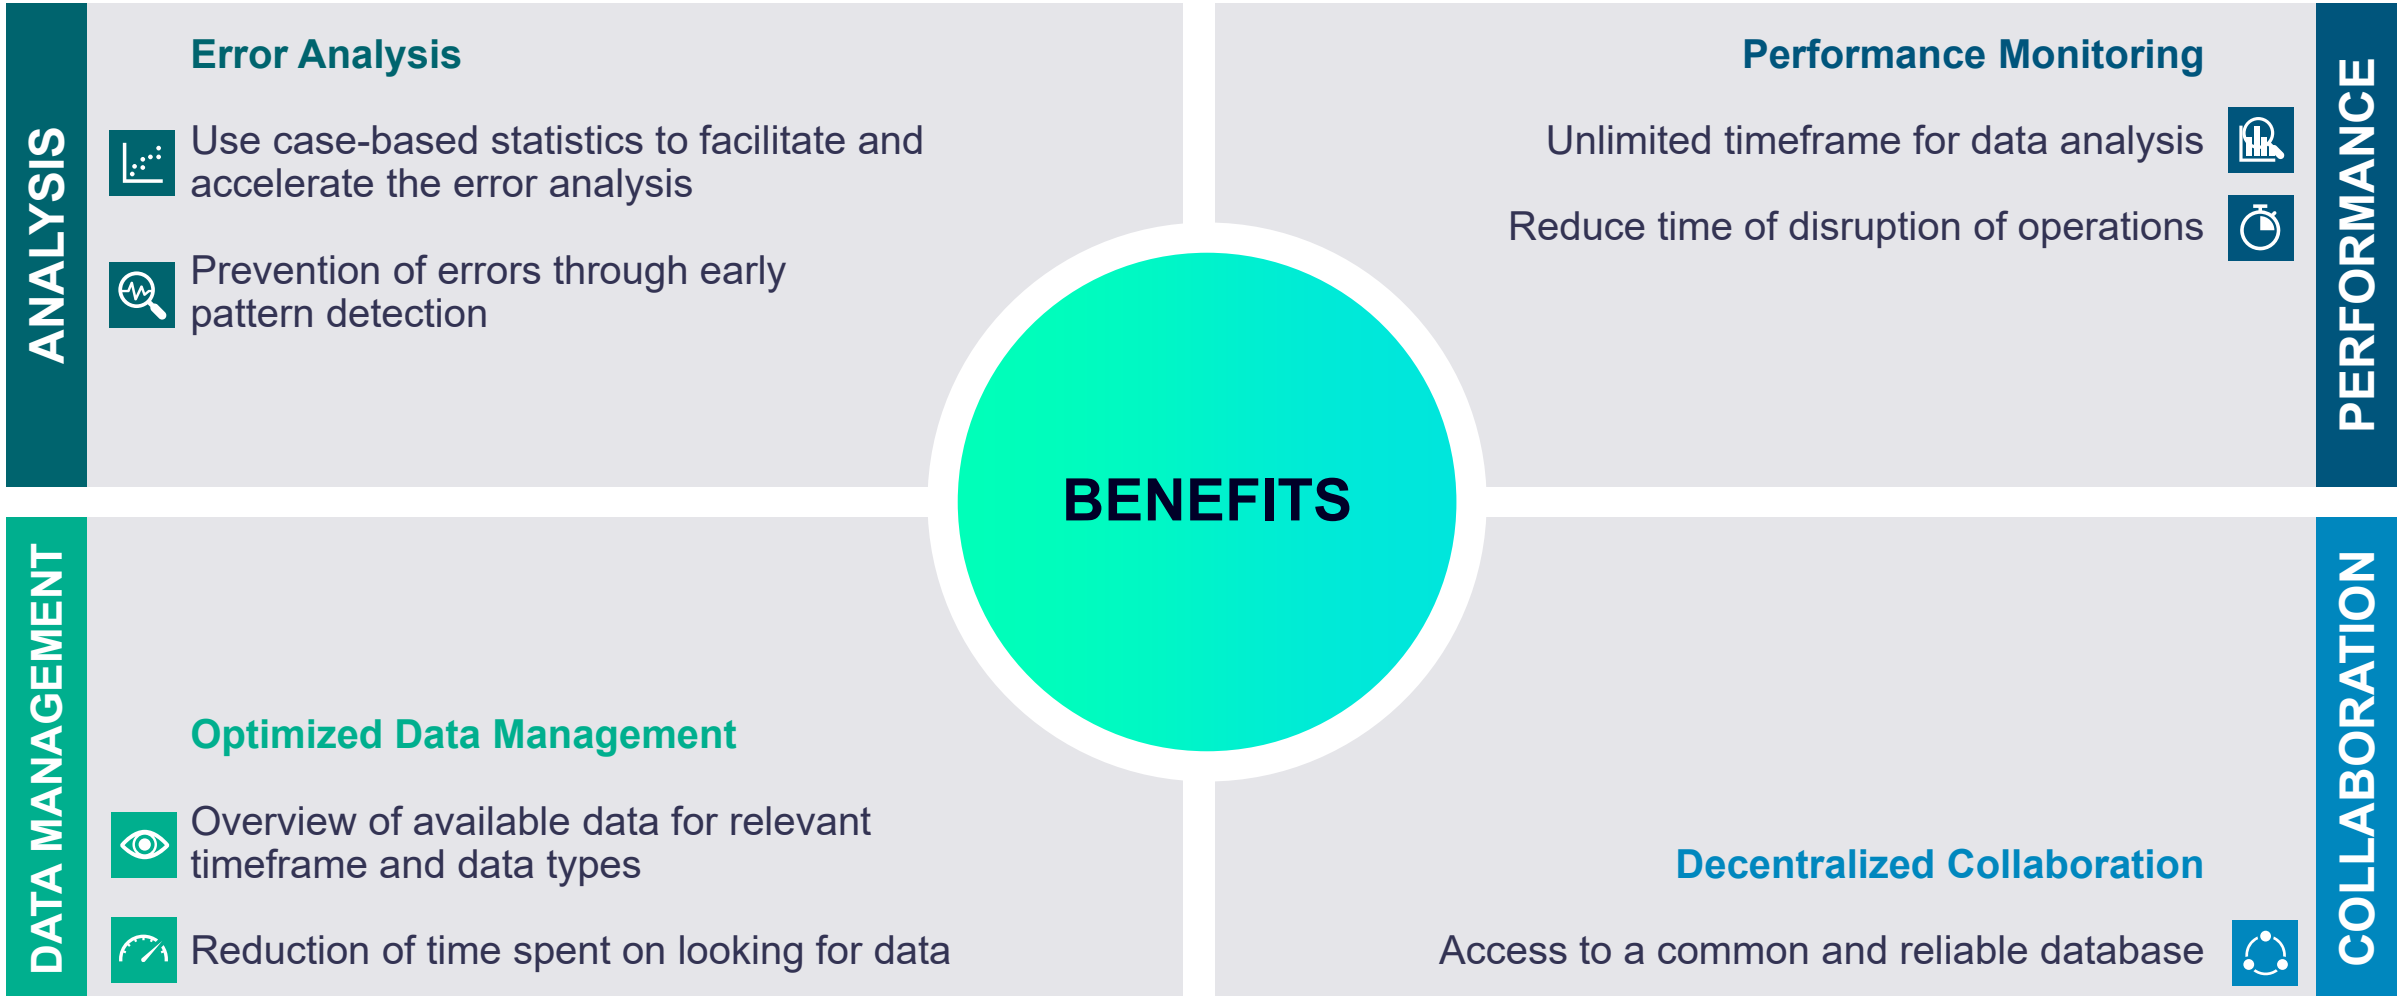 ANALYSIS
Error Analysis
Use case-based statistics to facilitate and
accelerate the error analysis
Prevention of errors through early
pattern detection
Performance Monitoring
Unlimited timeframe for data analysis
Reduce time of disruption of operations
PERFORMANCE
BENEFITS
DATA MANAGEMENT
Optimized Data Management
Overview of available data for relevant
timeframe and data types
Reduction of time spent on looking for data
Decentralized Collaboration
Access to a common and reliable database
COLLABORATION